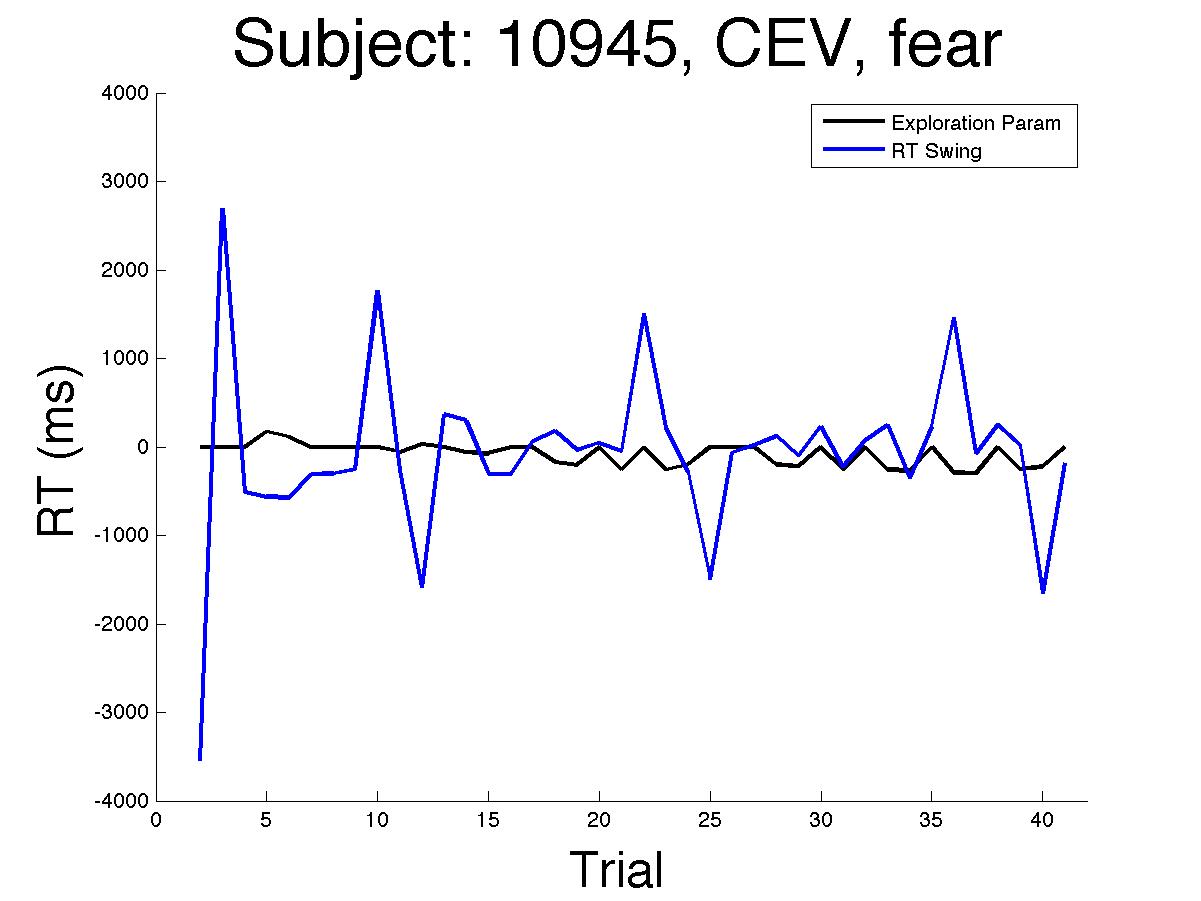 Subject: 10945, CEV, fear
4000
3000
2000
1000
0
-1000
-2000
-3000
-4000
RT (ms)
Exploration Param
RT Swing
0 5 10 15 20 25 30 35 40
Trial